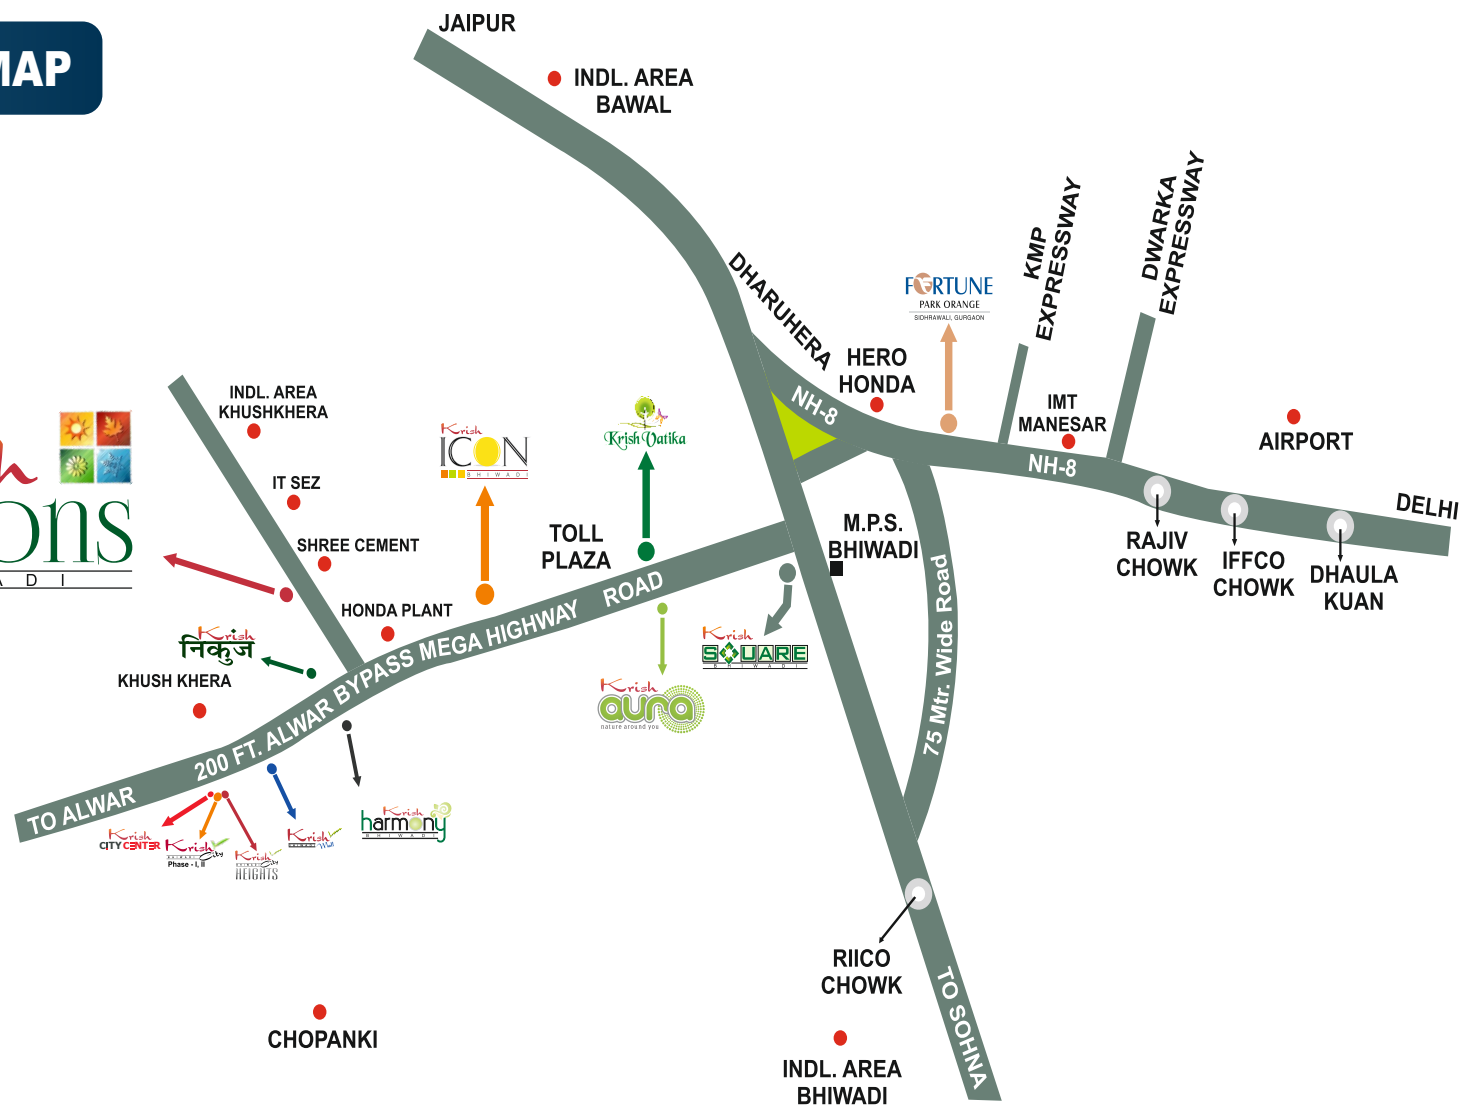 MAP
JAIPUR
INDL. AREA
BAWAL
DHARUHERA
NH-8
HERO
HONDA
FORTUNE
PARK ORANGE
SIDHRAWALI, GURGAON
KMP
EXPRESSWAY
DWARKA
EXPRESSWAY
IMT
MANESAR
NH-8
AIRPORT
DELHI
RAJIV
CHOWK
IFFCO
CHOWK
DHAULA
KUAN
INDL. AREA
KHUSHKHERA
IT SEZ
SHREE CEMENT
HONDA PLANT
Krish
ICON
BHIWADI
Krish Vatika
TOLL
PLAZA
M.P.S.
BHIWADI
75 Mtr. Wide Road
Krish
SQUARE
BHIWADI
Krish
aura
nature around you
Krish
निकुंज
KHUSH KHERA
TO ALWAR
200 FT. ALWAR BYPASS MEGA HIGHWAY ROAD
Krish
CITY CENTER
Krish
City
Phase - I, II
Krish
City
HEIGHTS
Krish
Mall
Krish
harmony
BHIWADI
RIICO
CHOWK
TO SOHNA
CHOPANKI
INDL. AREA
BHIWADI